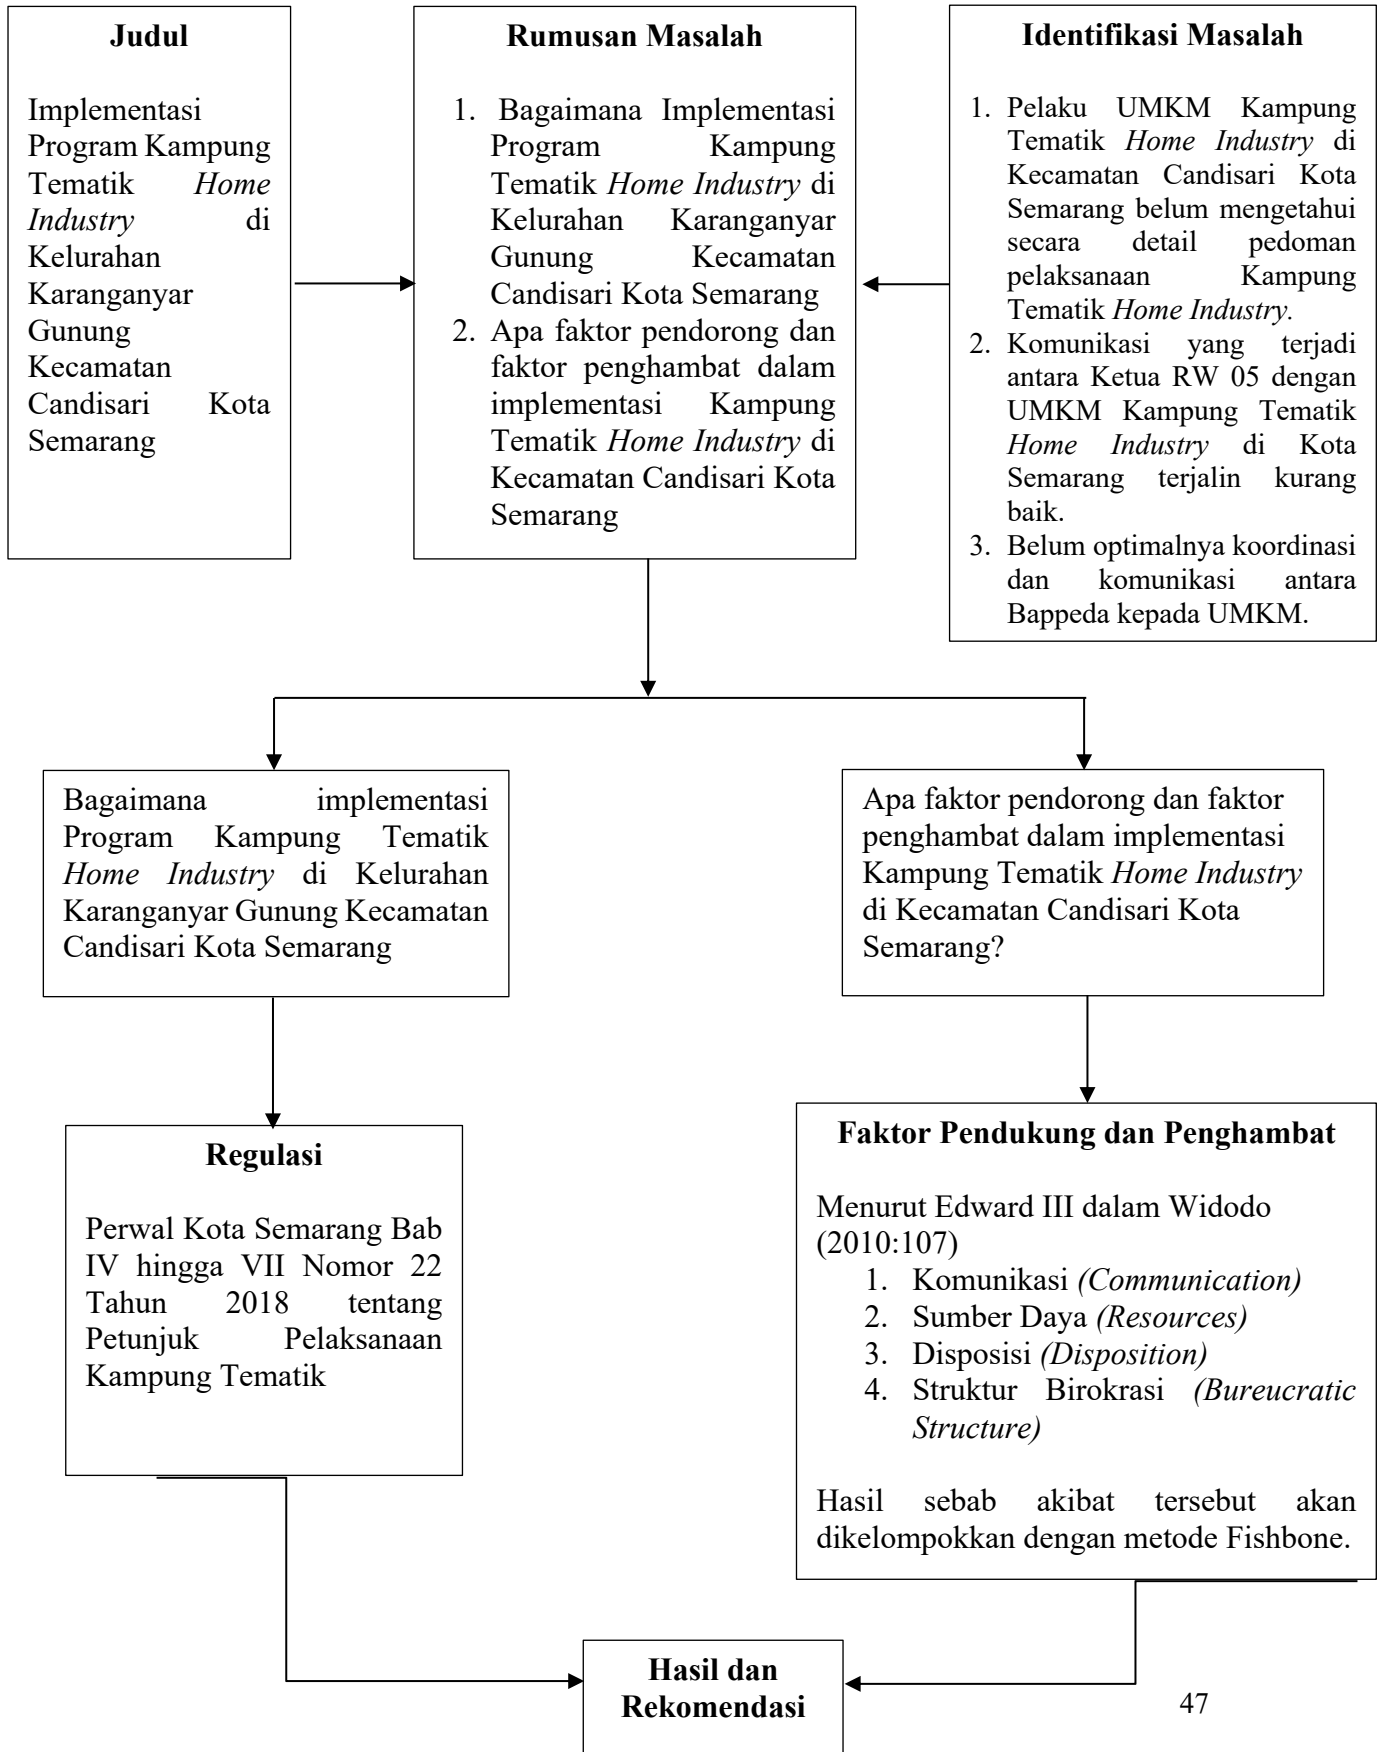 Judul
Implementasi
Program Kampung
Tematik Home
Industry di
Kelurahan
Karanganyar
Gunung
Kecamatan
Candisari Kota
Semarang
Rumusan Masalah
1. Bagaimana Implementasi
Program Kampung
Tematik Home Industry di
Kelurahan Karanganyar
Gunung Kecamatan
Candisari Kota Semarang
2. Apa faktor pendorong dan
faktor penghambat dalam
implementasi Kampung
Tematik Home Industry di
Kecamatan Candisari Kota
Semarang
Identifikasi Masalah
1. Pelaku UMKM Kampung
Tematik Home Industry di
Kecamatan Candisari Kota
Semarang belum mengetahui
secara detail pedoman
pelaksanaan Kampung
Tematik Home Industry.
2. Komunikasi yang terjadi
antara Ketua RW 05 dengan
UMKM Kampung Tematik
Home Industry di Kota
Semarang terjalin kurang
baik.
3. Belum optimalnya koordinasi
dan komunikasi antara
Bappeda kepada UMKM.
Bagaimana implementasi
Program Kampung Tematik
Home Industry di Kelurahan
Karanganyar Gunung Kecamatan
Candisari Kota Semarang
Apa faktor pendorong dan faktor
penghambat dalam implementasi
Kampung Tematik Home Industry
di Kecamatan Candisari Kota
Semarang?
Regulasi
Perwal Kota Semarang Bab
IV hingga VII Nomor 22
Tahun 2018 tentang
Petunjuk Pelaksanaan
Kampung Tematik
Faktor Pendukung dan Penghambat
Menurut Edward III dalam Widodo
(2010:107)
1. Komunikasi (Communication)
2. Sumber Daya (Resources)
3. Disposisi (Disposition)
4. Struktur Birokrasi (Bureucratic
Structure)
Hasil sebab akibat tersebut akan
dikelompokkan dengan metode Fishbone.
Hasil dan
Rekomendasi
47